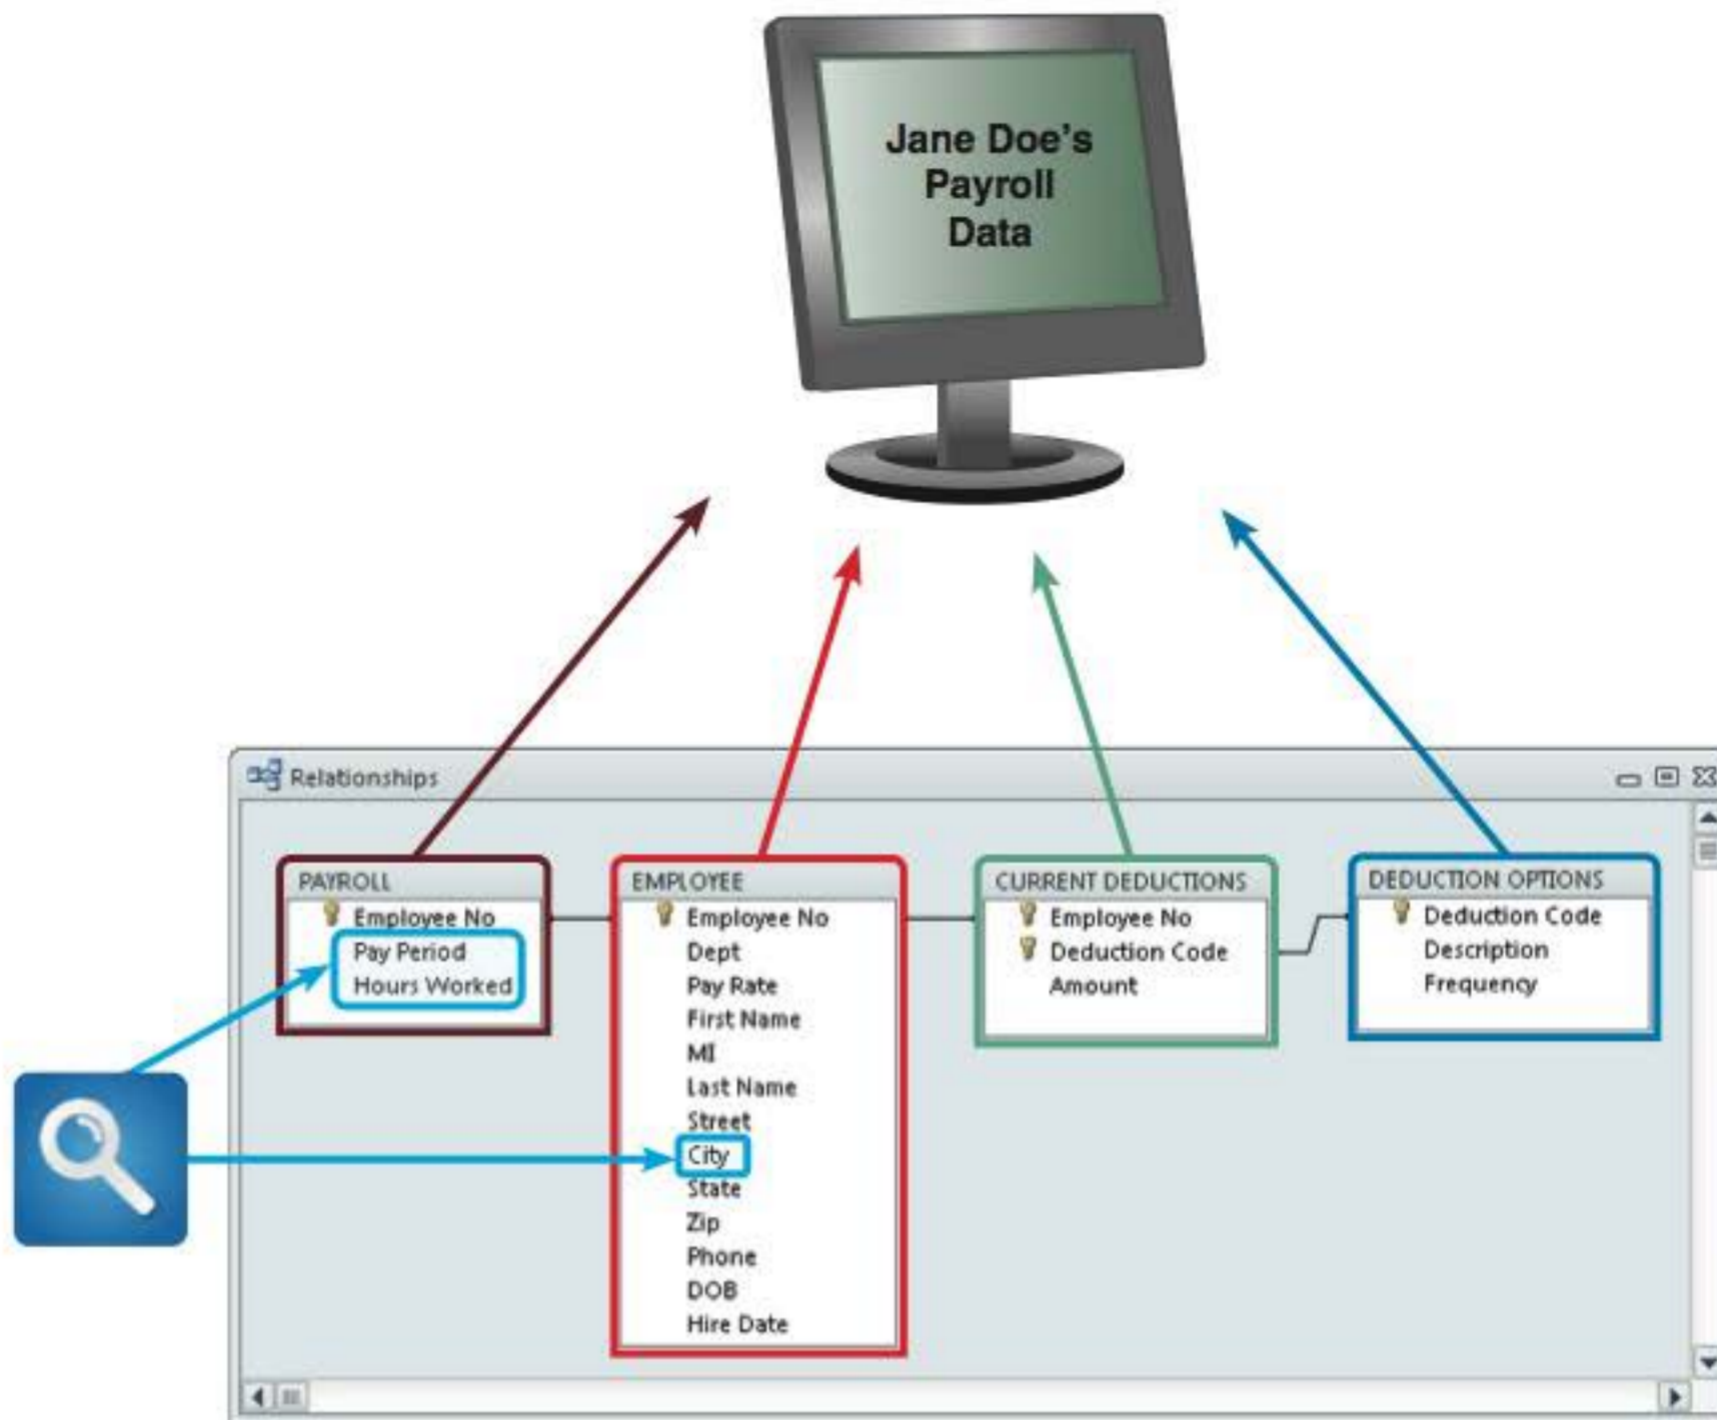 Jane Doe's
Payroll
Data
Relationships
PAYROLL
Employee No
Pay Period
Hours Worked
EMPLOYEE
Employee No
Dept
Pay Rate
First Name
MI
Last Name
Street
City
State
Zip
Phone
DOB
Hire Date
CURRENT DEDUCTIONS
Employee No
Deduction Code
Amount
DEDUCTION OPTIONS
Deduction Code
Description
Frequency